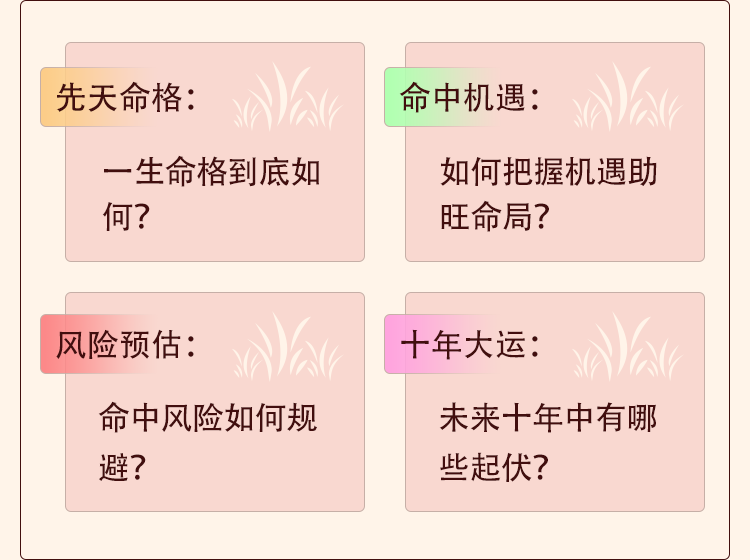 先天命格：
一生命格到底如
何？
命中机遇：
如何把握机遇助
旺命局？
风险预估：
命中风险如何规
避？
十年大运：
未来十年中有哪
些起伏？